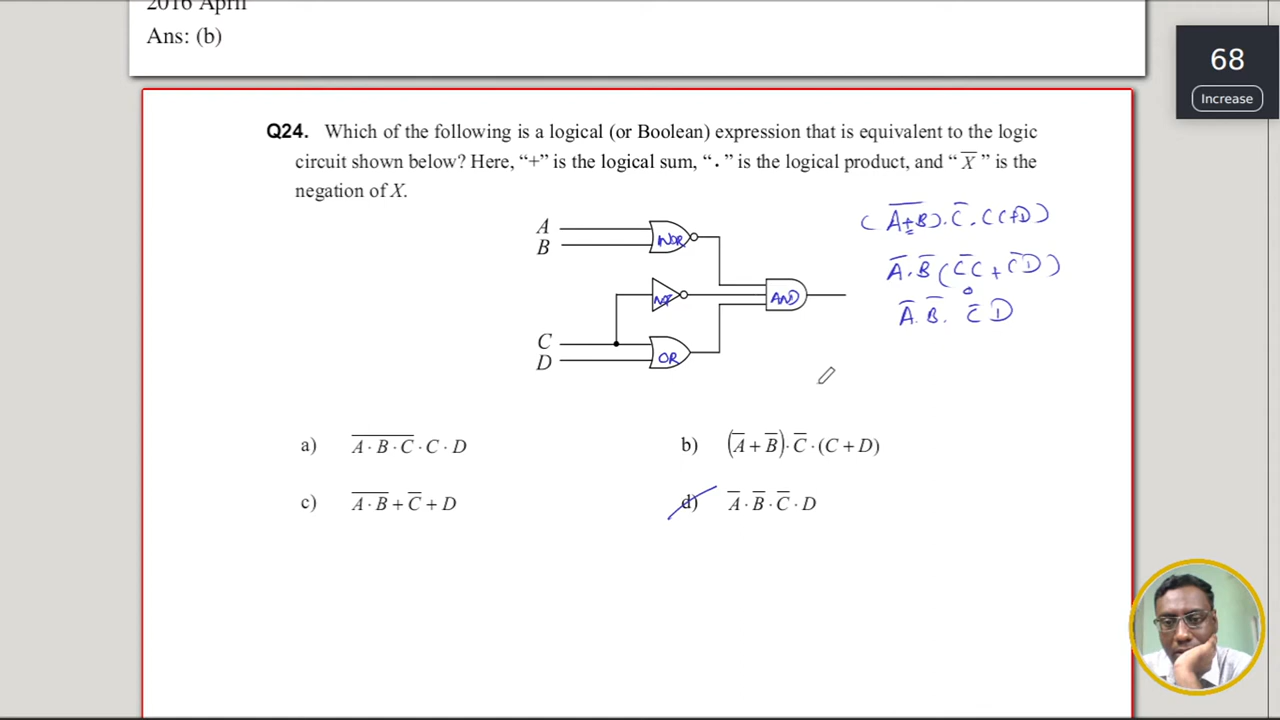 2016 April
Ans: (b)
68
Increase
Q24. Which of the following is a logical (or Boolean) expression that is equivalent to the logic
circuit shown below? Here, “+” is the logical sum, “.” is the logical product, and “ X̅ ” is the
negation of X.
A
B
NOR
NOT
AND
C
D
OR
( A̅+̅B̅ ) . C̅ . (C+D)
A̅ . B̅ ( C̅C + C̅D )
0
A̅ . B̅ . C̅ D
a) A̅ ̅·̅ ̅B̅ ̅·̅ ̅C̅ · C · D
b) (A̅ + B̅) · C̅ · (C + D)
c) A̅ ̅·̅ ̅B̅ + C̅ + D
d) A̅ · B̅ · C̅ · D